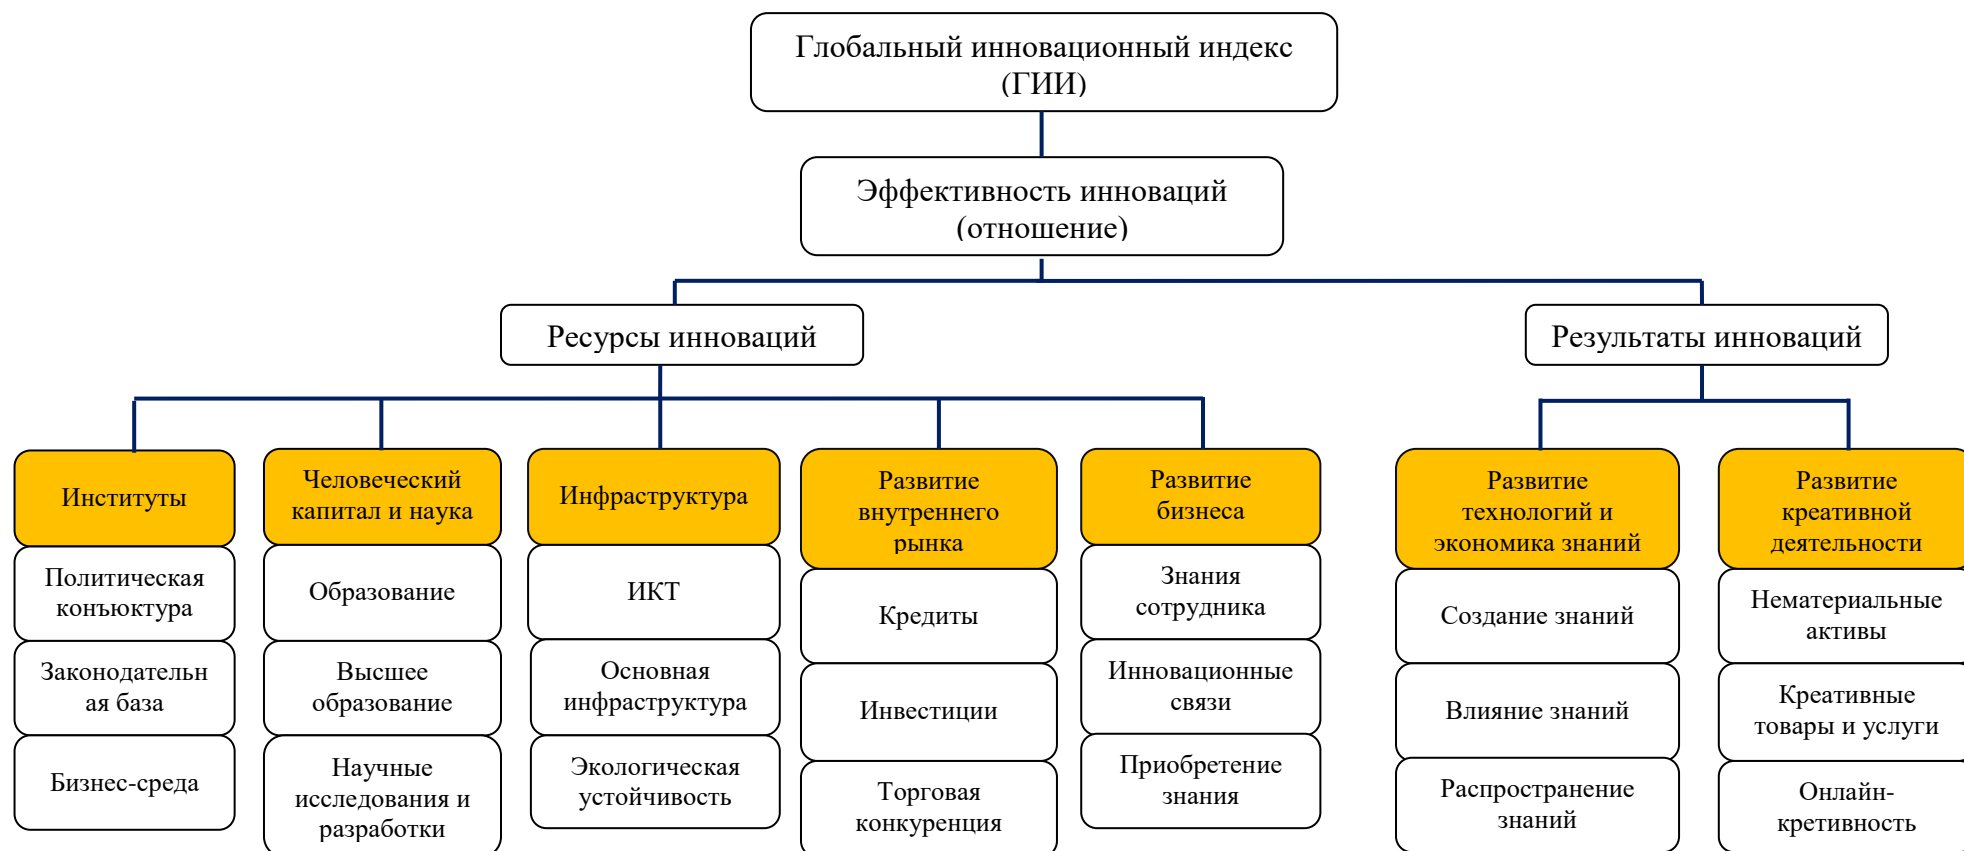 Глобальный инновационный индекс
(ГИИ)
Эффективность инноваций
(отношение)
Ресурсы инноваций
Результаты инноваций
Институты
Политическая
конъюктура
Законодательн
ая база
Бизнес-среда
Человеческий
капитал и наука
Образование
Высшее
образование
Научные
исследования и
разработки
Инфраструктура
ИКТ
Основная
инфраструктура
Экологическая
устойчивость
Развитие
внутреннего
рынка
Кредиты
Инвестиции
Торговая
конкуренция
Развитие
бизнеса
Знания
сотрудника
Инновационные
связи
Приобретение
знания
Развитие
технологий и
экономика знаний
Создание знаний
Влияние знаний
Распространение
знаний
Развитие
креативной
деятельности
Нематериальные
активы
Креативные
товары и услуги
Онлайн-
кретивность